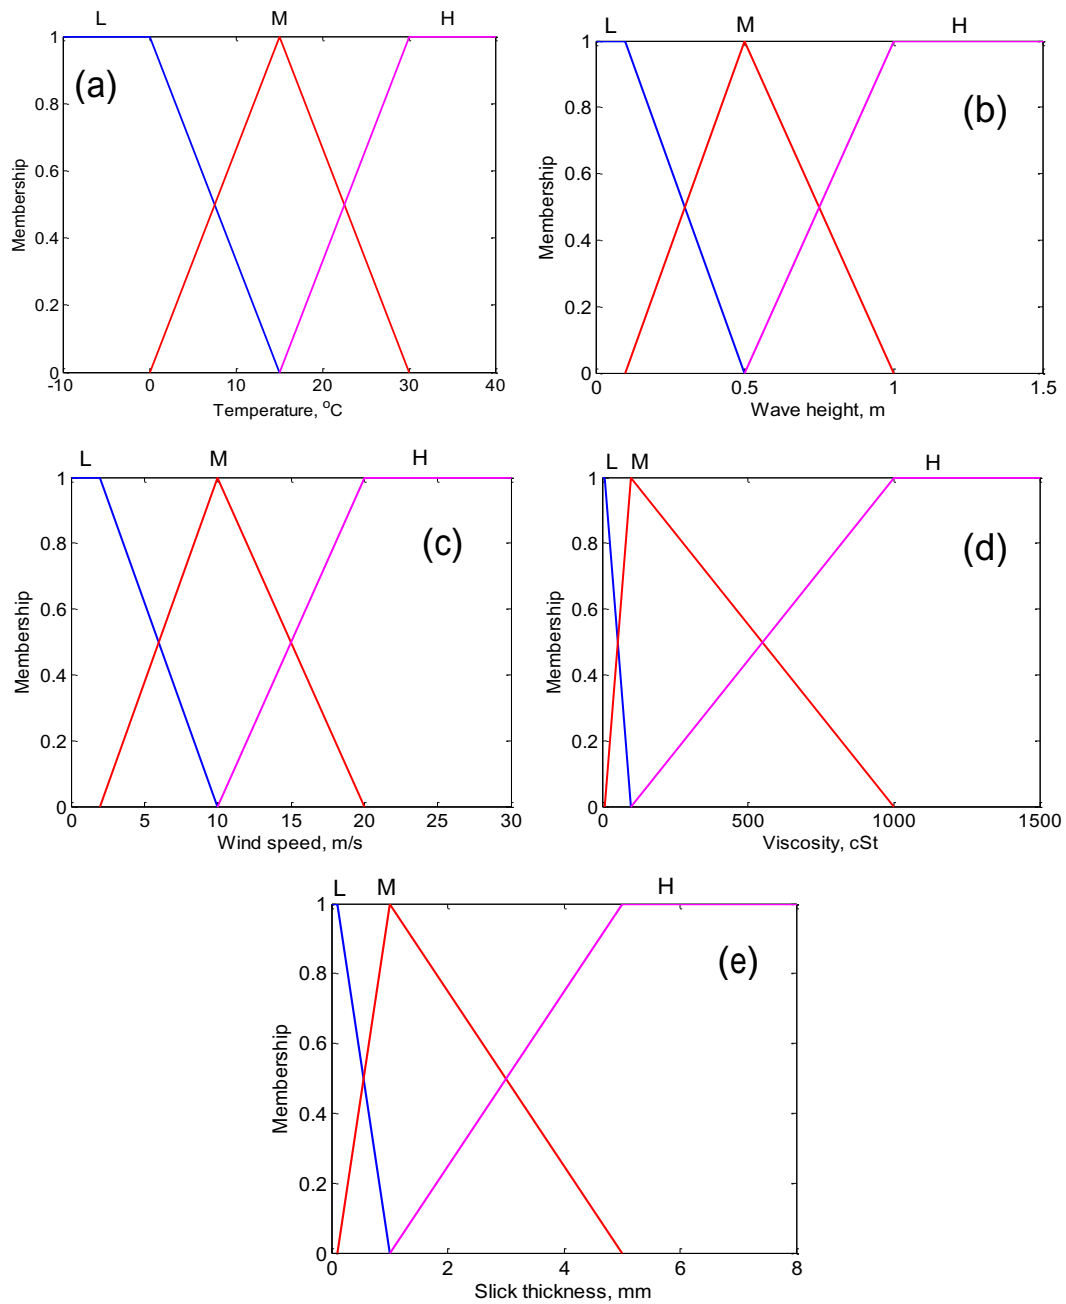 L M H
1
(a)
0.8
0.6
0.4
0.2
0
Membership
-10 0 10 20 30 40
Temperature, °C
L M H
1
(b)
0.8
0.6
0.4
0.2
0
Membership
0 0.5 1 1.5
Wave height, m
L M H
1
(c)
0.8
0.6
0.4
0.2
0
Membership
0 5 10 15 20 25 30
Wind speed, m/s
L M H
1
(d)
0.8
0.6
0.4
0.2
0
Membership
0 500 1000 1500
Viscosity, cSt
L M H
1
(e)
0.8
0.6
0.4
0.2
0
Membership
0 2 4 6 8
Slick thickness, mm